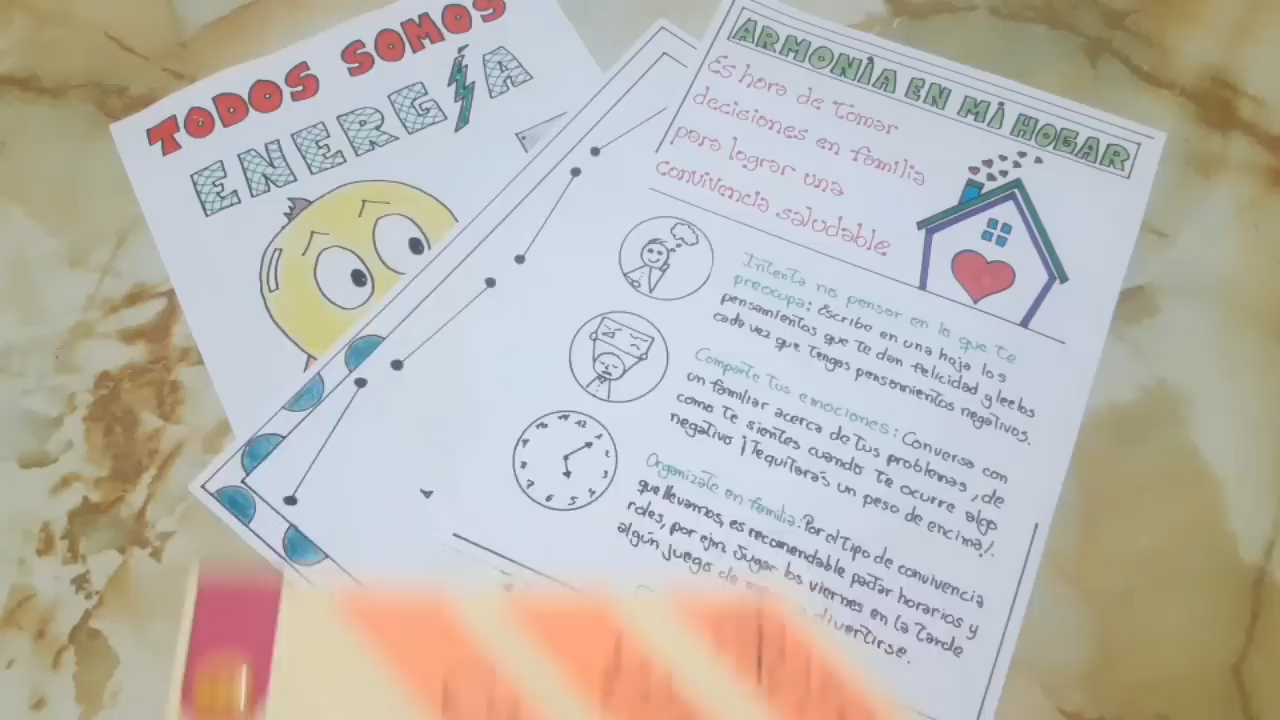 TODOS SOMOS
ENERGÍA
ARMONÍA EN MI HOGAR
Es hora de tomar
decisiones en familia
para lograr una
convivencia saludable
Intenta no pensar en lo que te
preocupa: Escribe en una hoja los
pensamientos que te dan felicidad y leelos
cada vez que tengas pensamientos negativos.
Comparte tus emociones: Conversa con
un familiar acerca de tus problemas, de
como te sientes cuando te ocurre algo
negativo ¡Te quitarás un peso de encima!.
Organízate en familia: Por el tipo de convivencia
que llevamos, es recomendable pactar horarios y
roles, por ejm. Jugar los viernes en la tarde
algún juego de divertirse.